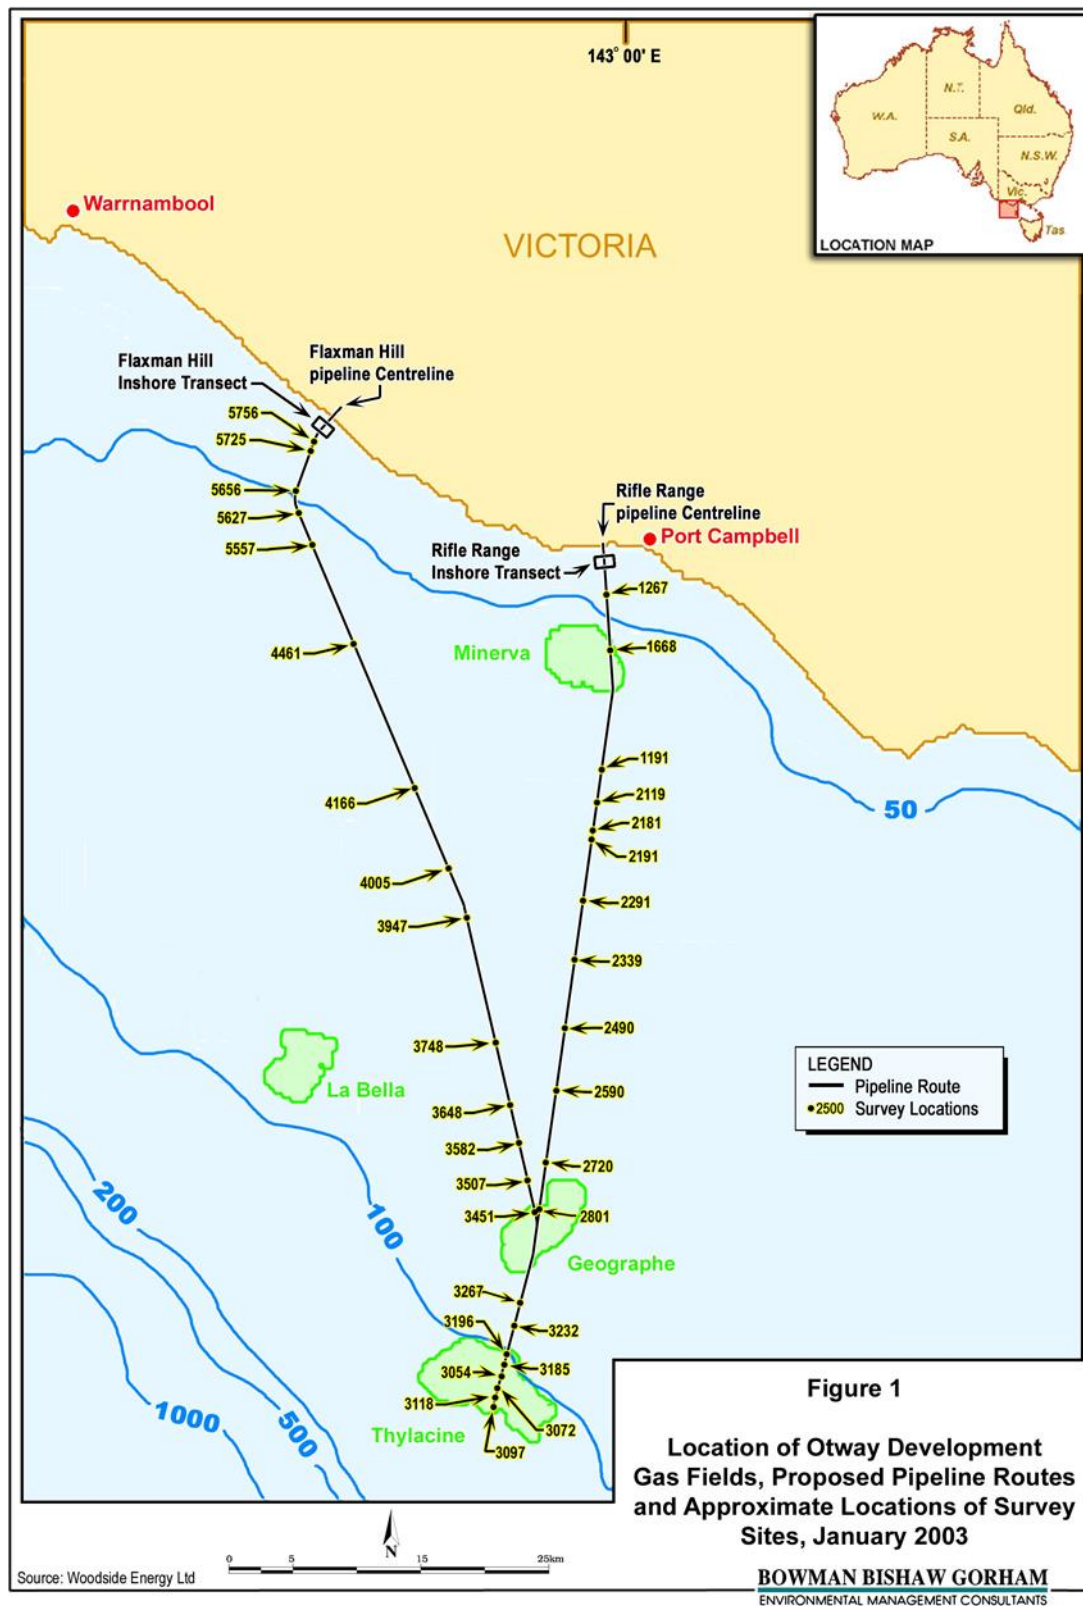 143° 00' E
W.A.
N.T.
Qld.
S.A.
N.S.W.
Vic.
Tas
LOCATION MAP
Warrnambool
VICTORIA
Flaxman Hill
Inshore Transect
Flaxman Hill
pipeline Centreline
5756
5725
5656
5627
5557
4461
4166
4005
3947
3748
3648
3582
3507
3451
Rifle Range
pipeline Centreline
Port Campbell
Rifle Range
Inshore Transect
1267
1668
Minerva
1191
2119
2181
2191
2291
2339
2490
2590
2720
2801
50
La Bella
LEGEND
Pipeline Route
2500 Survey Locations
Geographe
200
100
500
1000
3267
3232
3196
3185
3054
3118
3072
3097
Thylacine
Figure 1
Location of Otway Development
Gas Fields, Proposed Pipeline Routes
and Approximate Locations of Survey
Sites, January 2003
N
0 5 15 25km
Source: Woodside Energy Ltd
BOWMAN BISHAW GORHAM
ENVIRONMENTAL MANAGEMENT CONSULTANTS